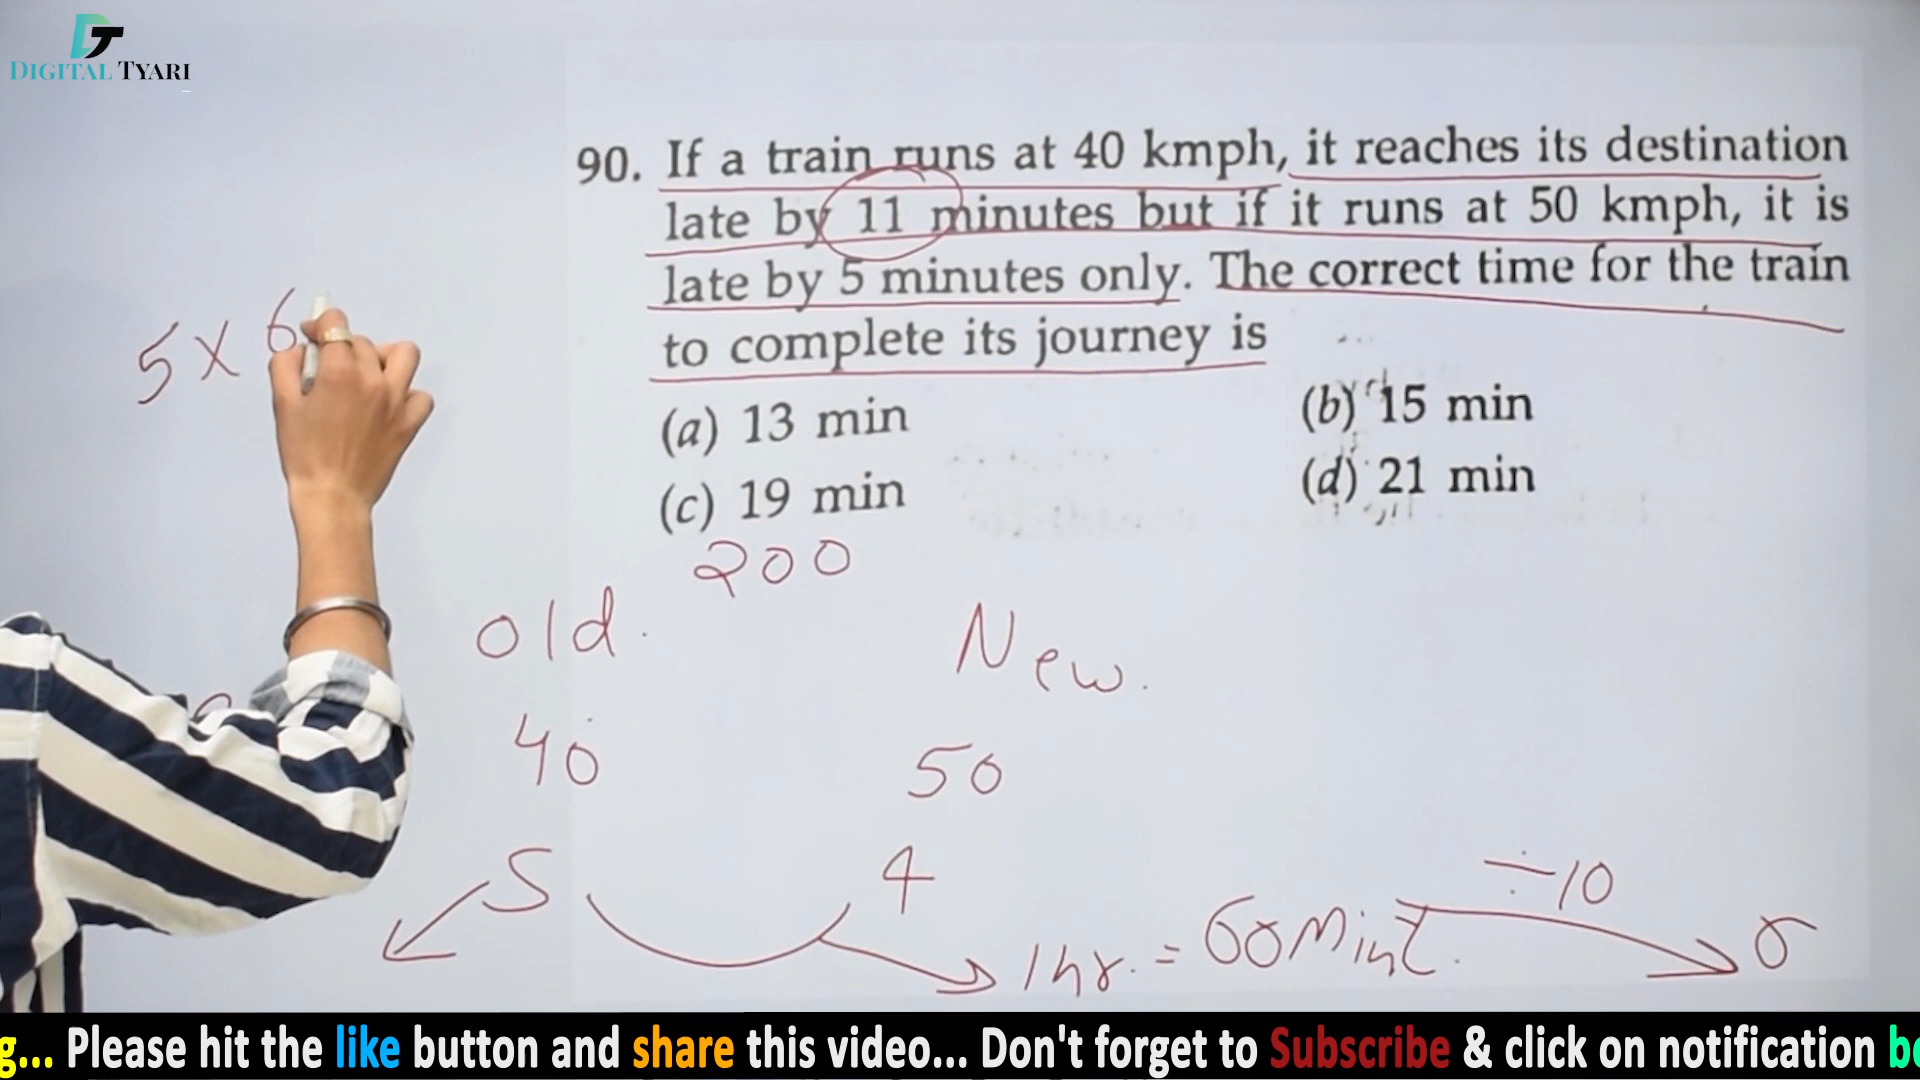 DT
DIGITAL TYARI
90. If a train runs at 40 kmph, it reaches its destination
late by 11 minutes but if it runs at 50 kmph, it is
late by 5 minutes only. The correct time for the train
to complete its journey is
(a) 13 min (b) 15 min
(c) 19 min (d) 21 min
5 x 6
200
old. New.
40 50
5 4
÷10
1 hr. = 60 Mint. 6
g... Please hit the like button and share this video... Don't forget to Subscribe & click on notification be